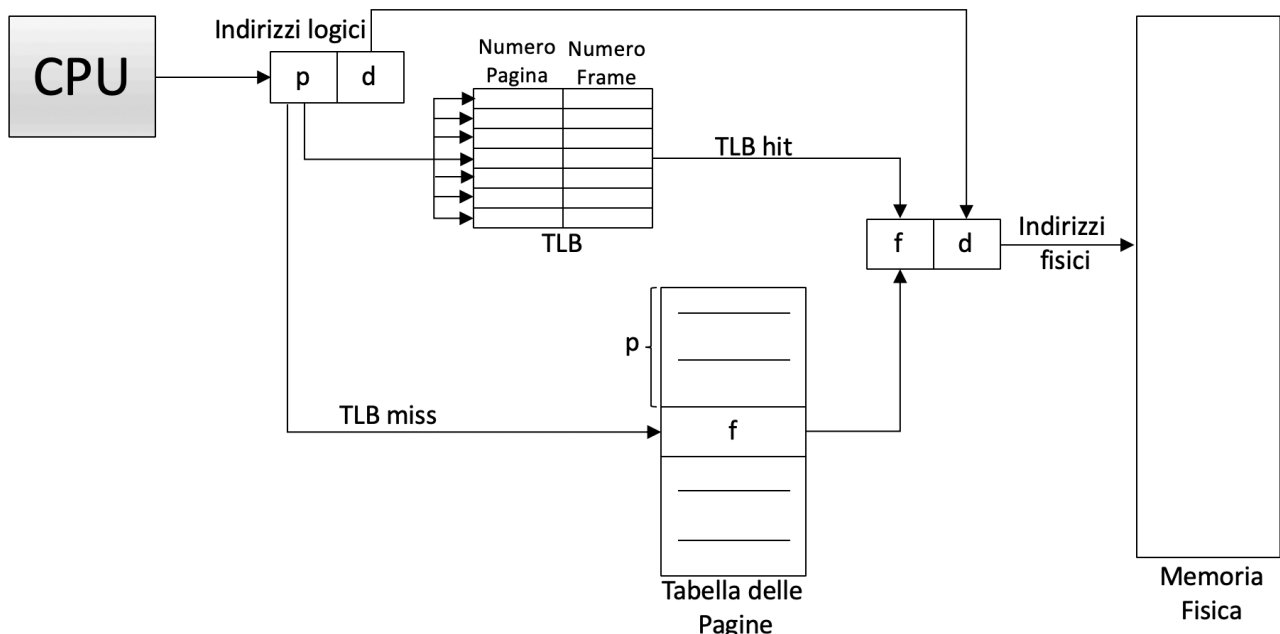 CPU
Indirizzi logici
p
d
Numero
Pagina
Numero
Frame
TLB
TLB hit
f
d
Indirizzi
fisici
p
TLB miss
f
Tabella delle
Pagine
Memoria
Fisica